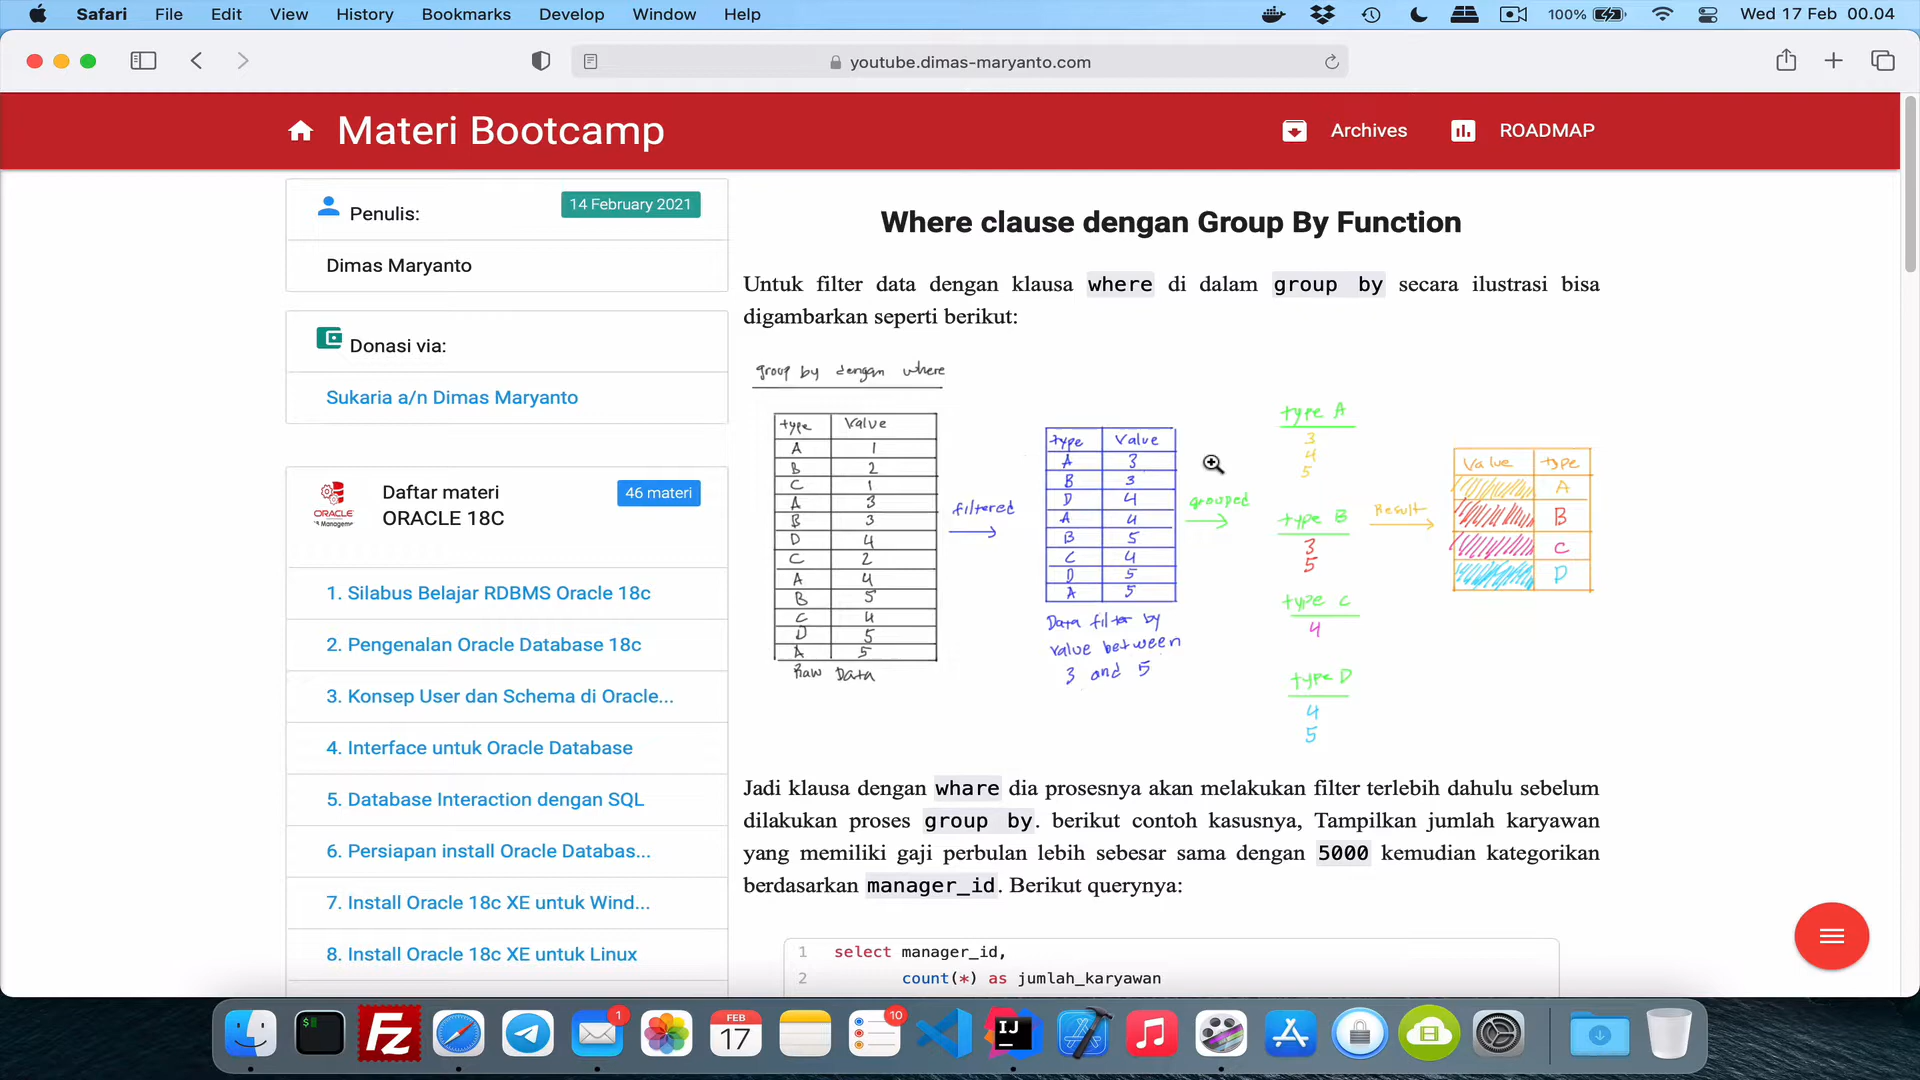 Safari File Edit View History Bookmarks Develop Window Help 100% Wed 17 Feb 00.04
youtube.dimas-maryanto.com
Materi Bootcamp Archives ROADMAP
Penulis: 14 February 2021
Dimas Maryanto
Donasi via:
Sukaria a/n Dimas Maryanto
Daftar materi
ORACLE 18C
46 materi
ORACLE
1. Silabus Belajar RDBMS Oracle 18c
2. Pengenalan Oracle Database 18c
3. Konsep User dan Schema di Oracle...
4. Interface untuk Oracle Database
5. Database Interaction dengan SQL
6. Persiapan install Oracle Databas...
7. Install Oracle 18c XE untuk Wind...
8. Install Oracle 18c XE untuk Linux
Where clause dengan Group By Function
Untuk filter data dengan klausa where di dalam group by secara ilustrasi bisa
digambarkan seperti berikut:
group by dengan where
type Value
A 1
B 2
C 1
A 3
B 3
D 4
C 2
A 4
B 5
C 4
D 5
A 5
Raw Data
filtered
type Value
A 3
B 3
D 4
A 4
B 5
C 4
D 5
A 5
Data filter by
value between
3 and 5
grouped
type A
3
4
5
type B
3
5
type C
4
type D
4
5
Result
Value type
A
B
C
D
Jadi klausa dengan whare dia prosesnya akan melakukan filter terlebih dahulu sebelum
dilakukan proses group by. berikut contoh kasusnya, Tampilkan jumlah karyawan
yang memiliki gaji perbulan lebih sebesar sama dengan 5000 kemudian kategorikan
berdasarkan manager_id. Berikut querynya:
1 select manager_id,
2 count(*) as jumlah_karyawan
$
Fz
1
FEB
17
10
IJ